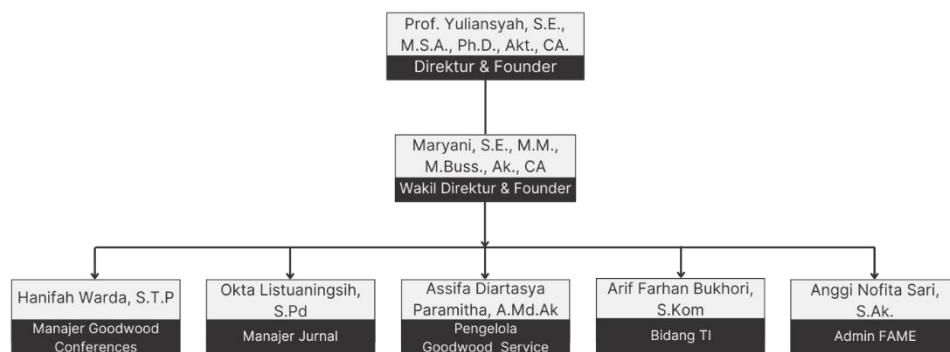 Prof. Yuliansyah, S.E.,
M.S.A., Ph.D., Akt., CA.
Direktur & Founder
Maryani, S.E., M.M.,
M.Buss., Ak., CA
Wakil Direktur & Founder
Hanifah Warda, S.T.P
Manajer Goodwood
Conferences
Okta Listuaningsih,
S.Pd
Manajer Jurnal
Assifa Diartasya
Paramitha, A.Md.Ak
Pengelola
Goodwood Service
Arif Farhan Bukhori,
S.Kom
Bidang TI
Anggi Nofita Sari,
S.Ak.
Admin FAME